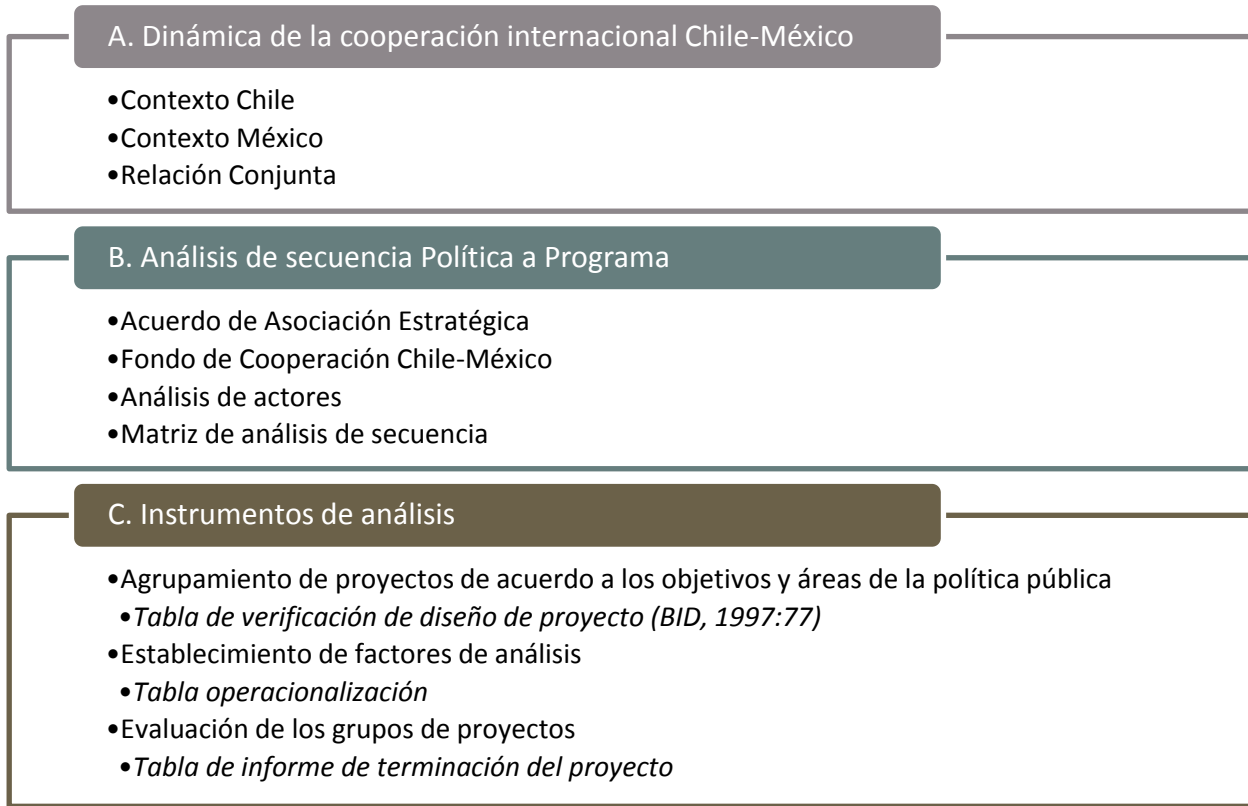 A. Dinámica de la cooperación internacional Chile-México
•Contexto Chile
•Contexto México
•Relación Conjunta
B. Análisis de secuencia Política a Programa
•Acuerdo de Asociación Estratégica
•Fondo de Cooperación Chile-México
•Análisis de actores
•Matriz de análisis de secuencia
C. Instrumentos de análisis
•Agrupamiento de proyectos de acuerdo a los objetivos y áreas de la política pública
•Tabla de verificación de diseño de proyecto (BID, 1997:77)
•Establecimiento de factores de análisis
•Tabla operacionalización
•Evaluación de los grupos de proyectos
•Tabla de informe de terminación del proyecto